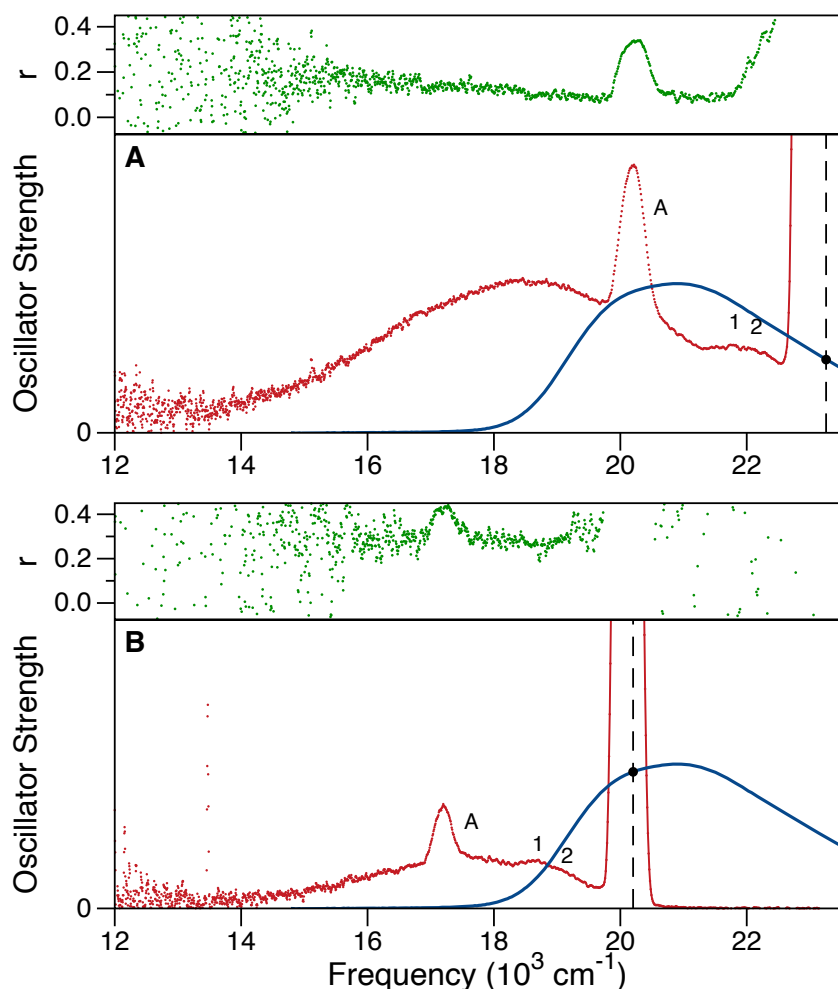 0.4
0.2
0.0
r
A
A
1 2
Oscillator Strength
0
12 14 16 18 20 22
0.4
0.2
0.0
r
B
A
1 2
Oscillator Strength
0
12 14 16 18 20 22
Frequency (10³ cm⁻¹)